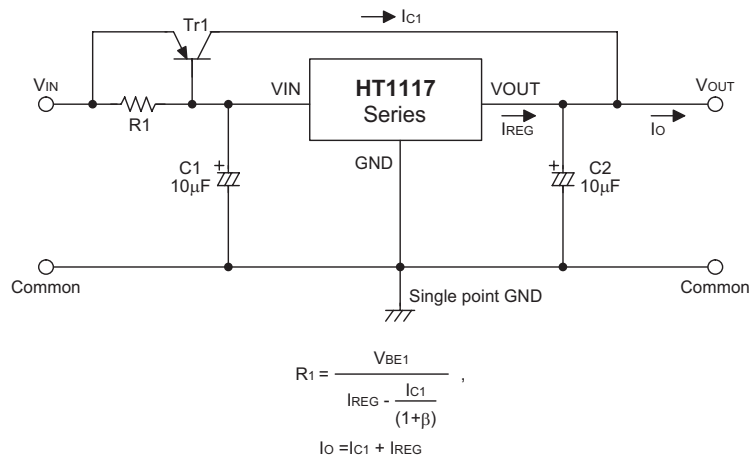 Tr1
IC1
VIN
R1
VIN
HT1117
Series
VOUT
IREG
IO
VOUT
GND
+
C1
10μF
+
C2
10μF
Common
Single point GND
Common
R1 = VBE1 / (IREG - IC1 / (1+β)) ,
IO =IC1 + IREG